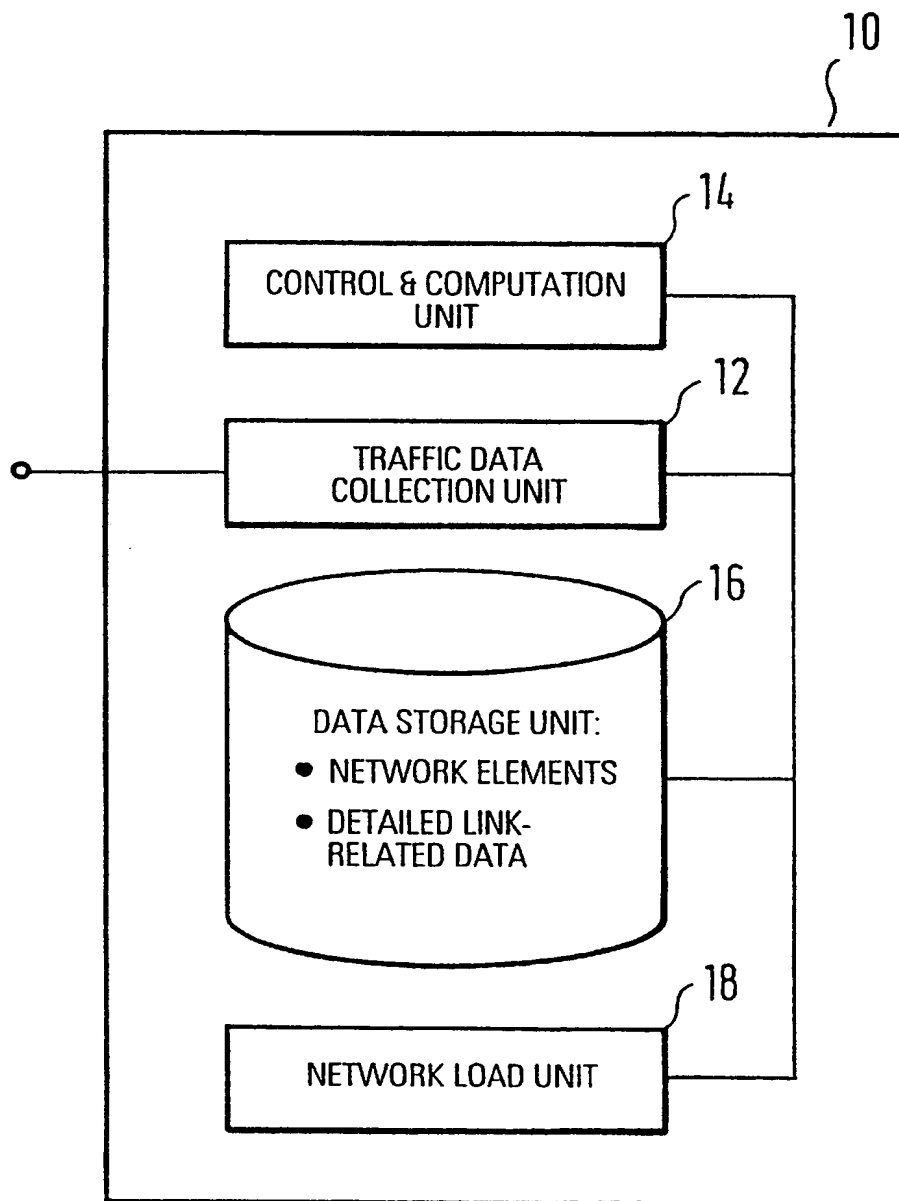 10
14
CONTROL & COMPUTATION
UNIT
12
TRAFFIC DATA
COLLECTION UNIT
16
DATA STORAGE UNIT:
● NETWORK ELEMENTS
● DETAILED LINK-
RELATED DATA
18
NETWORK LOAD UNIT